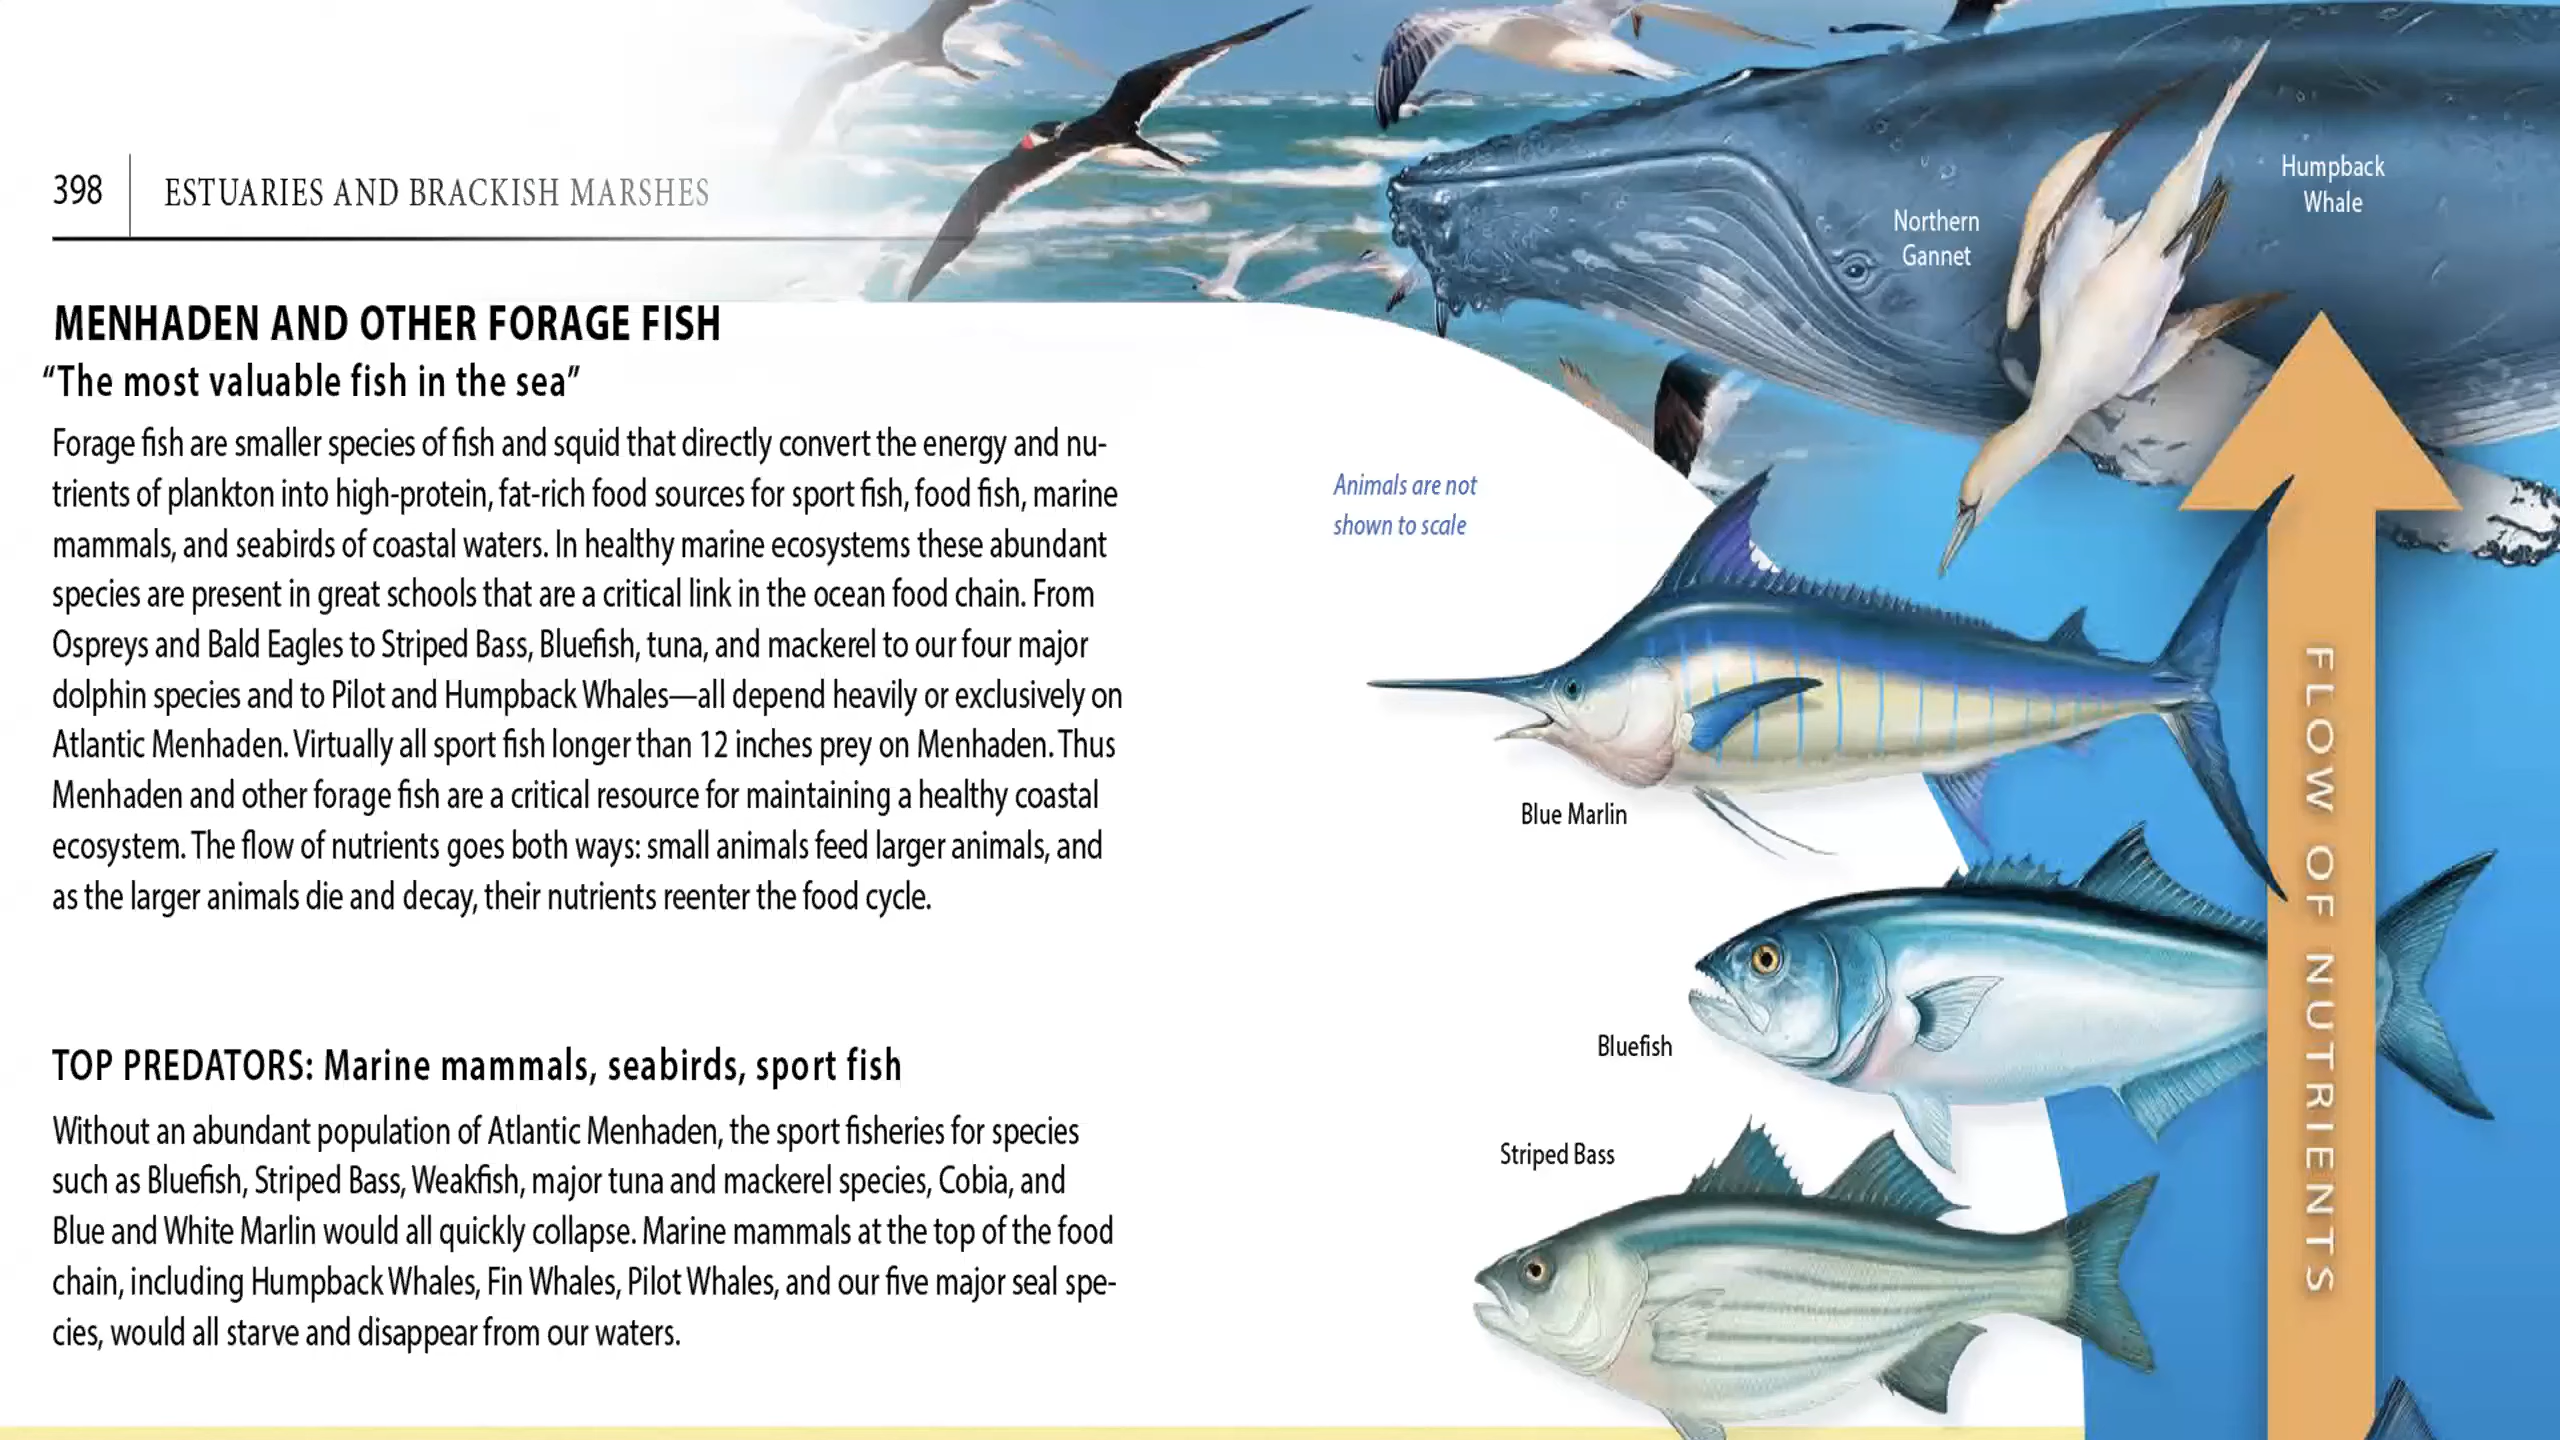 398
ESTUARIES AND BRACKISH MARSHES
MENHADEN AND OTHER FORAGE FISH
“The most valuable fish in the sea”
Forage fish are smaller species of fish and squid that directly convert the energy and nu-
trients of plankton into high-protein, fat-rich food sources for sport fish, food fish, marine
mammals, and seabirds of coastal waters. In healthy marine ecosystems these abundant
species are present in great schools that are a critical link in the ocean food chain. From
Ospreys and Bald Eagles to Striped Bass, Bluefish, tuna, and mackerel to our four major
dolphin species and to Pilot and Humpback Whales—all depend heavily or exclusively on
Atlantic Menhaden. Virtually all sport fish longer than 12 inches prey on Menhaden. Thus
Menhaden and other forage fish are a critical resource for maintaining a healthy coastal
ecosystem. The flow of nutrients goes both ways: small animals feed larger animals, and
as the larger animals die and decay, their nutrients reenter the food cycle.
TOP PREDATORS: Marine mammals, seabirds, sport fish
Without an abundant population of Atlantic Menhaden, the sport fisheries for species
such as Bluefish, Striped Bass, Weakfish, major tuna and mackerel species, Cobia, and
Blue and White Marlin would all quickly collapse. Marine mammals at the top of the food
chain, including Humpback Whales, Fin Whales, Pilot Whales, and our five major seal spe-
cies, would all starve and disappear from our waters.
Humpback
Whale
Northern
Gannet
Animals are not
shown to scale
Blue Marlin
Bluefish
Striped Bass
FLOW OF NUTRIENTS